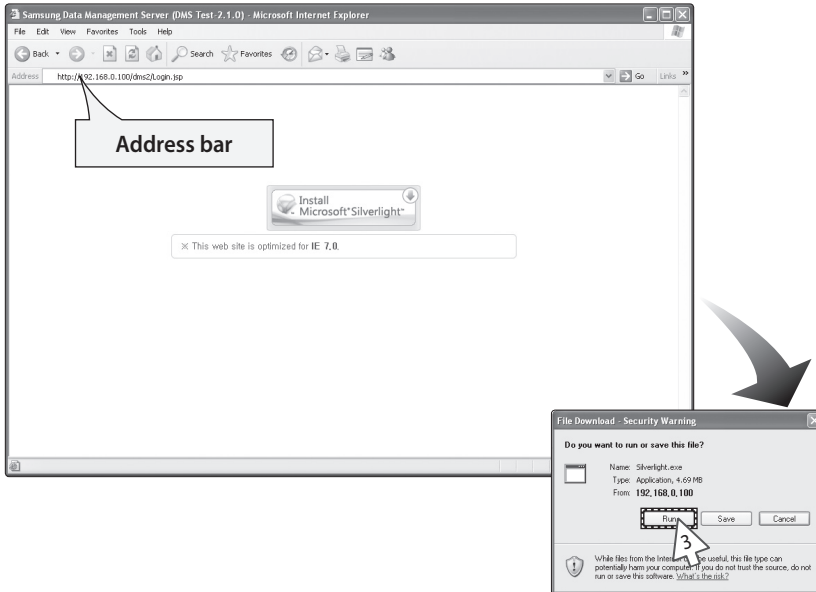 Samsung Data Management Server (DMS Test-2.1.0) - Microsoft Internet Explorer
File Edit View Favorites Tools Help
Back Search Favorites
Address http://192.168.0.100/dms2/Login.jsp Go Links »
Address bar
Install
Microsoft® Silverlight™
※ This web site is optimized for IE 7.0.
File Download - Security Warning
Do you want to run or save this file?
Name: Silverlight.exe
Type: Application, 4.69 MB
From: 192.168.0.100
Run Save Cancel
3
While files from the Internet can be useful, this file type can
potentially harm your computer. If you do not trust the source, do not
run or save this software. What's the risk?